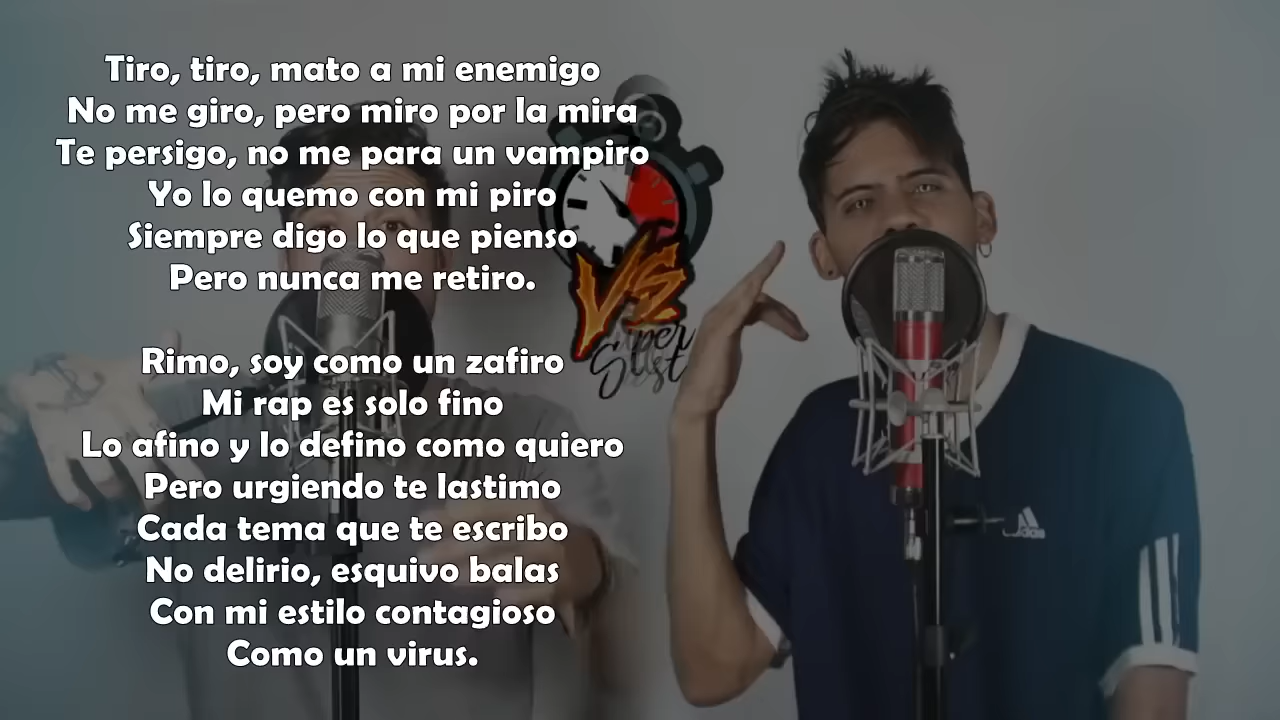 Tiro, tiro, mato a mi enemigo
No me giro, pero miro por la mira
Te persigo, no me para un vampiro
Yo lo quemo con mi piro
Siempre digo lo que pienso
Pero nunca me retiro.
Rimo, soy como un zafiro
Mi rap es solo fino
Lo afino y lo defino como quiero
Pero urgiendo te lastimo
Cada tema que te escribo
No delirio, esquivo balas
Con mi estilo contagioso
Como un virus.
VS
adidas